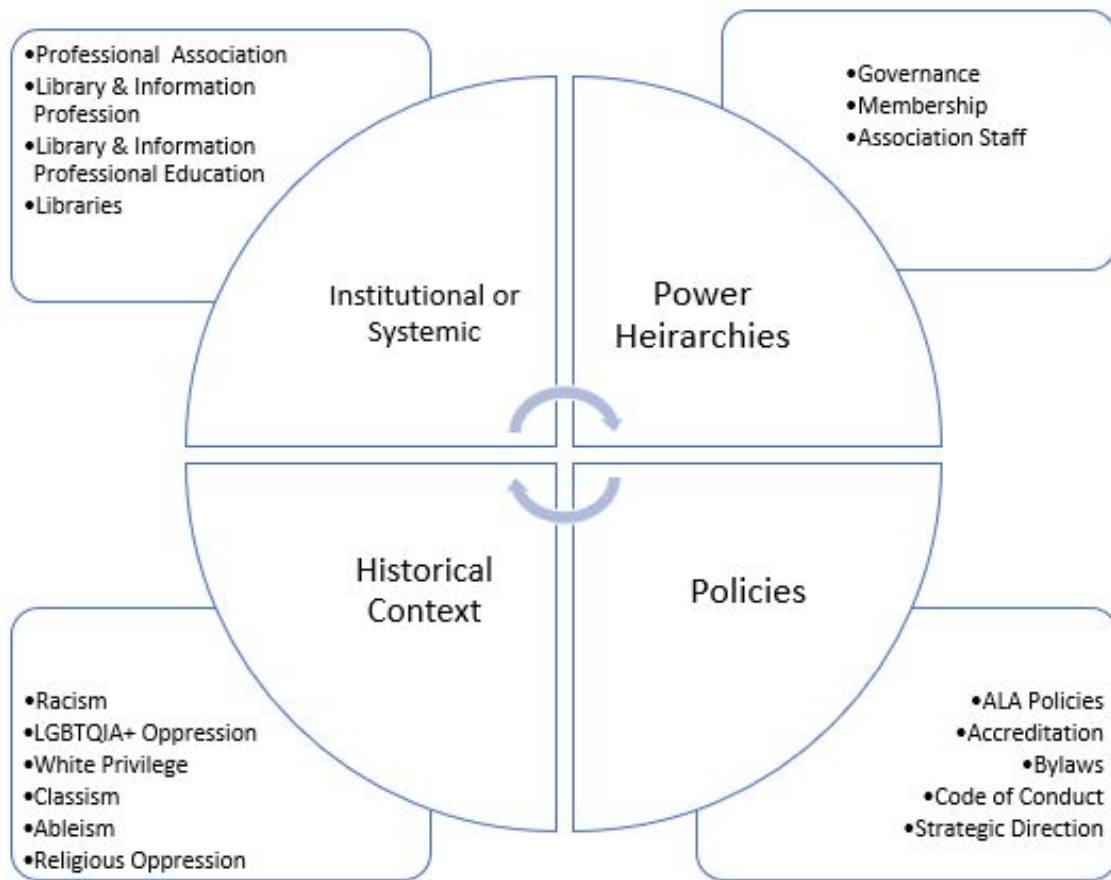 •Professional Association
•Library & Information
Profession
•Library & Information
Professional Education
•Libraries
•Governance
•Membership
•Association Staff
Institutional or
Systemic
Power
Heirarchies
Historical
Context
Policies
•Racism
•LGBTQIA+ Oppression
•White Privilege
•Classism
•Ableism
•Religious Oppression
•ALA Policies
•Accreditation
•Bylaws
•Code of Conduct
•Strategic Direction